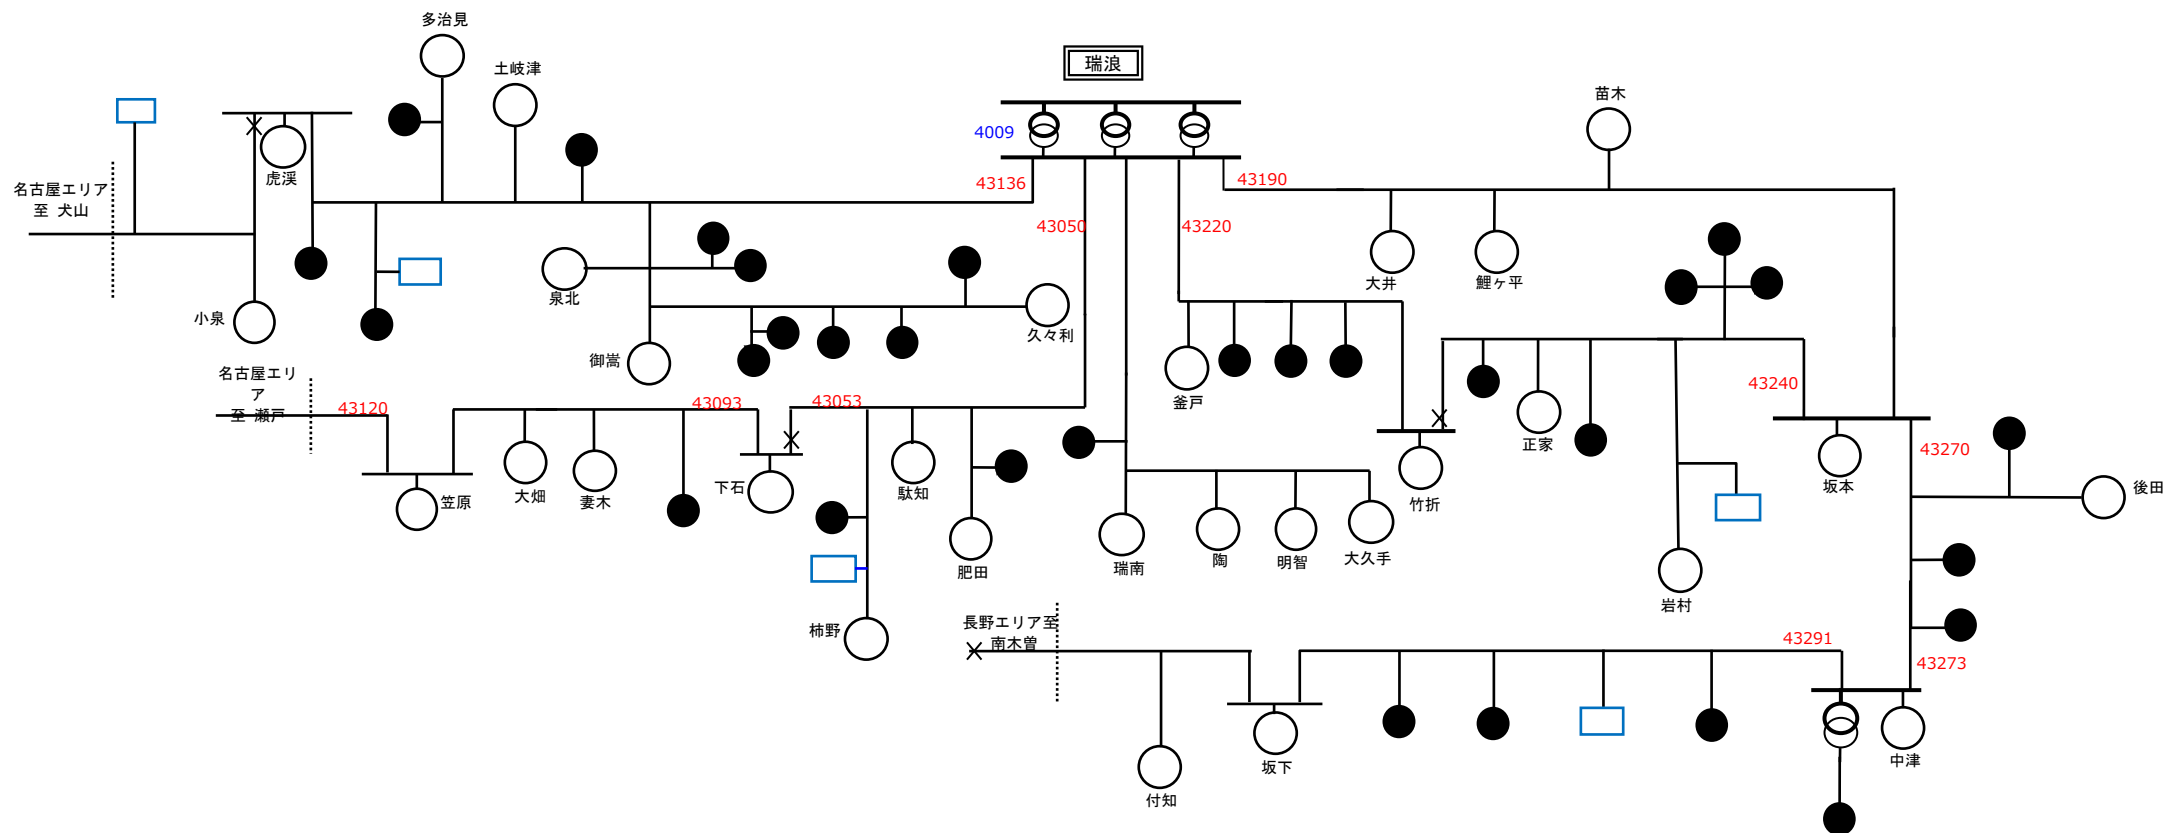 多治見
土岐津
瑞浪
苗木
4009
虎渓
名古屋エリア
至 犬山
43136
43190
43050
43220
大井
鯉ヶ平
泉北
小泉
久々利
御嵩
名古屋エリ
ア
至 瀬戸
43120
43093
43053
釜戸
43240
正家
43270
笠原
大畑
妻木
下石
駄知
竹折
坂本
後田
肥田
瑞南
陶
明智
大久手
岩村
柿野
長野エリア至
南木曽
43291
43273
坂下
中津
付知